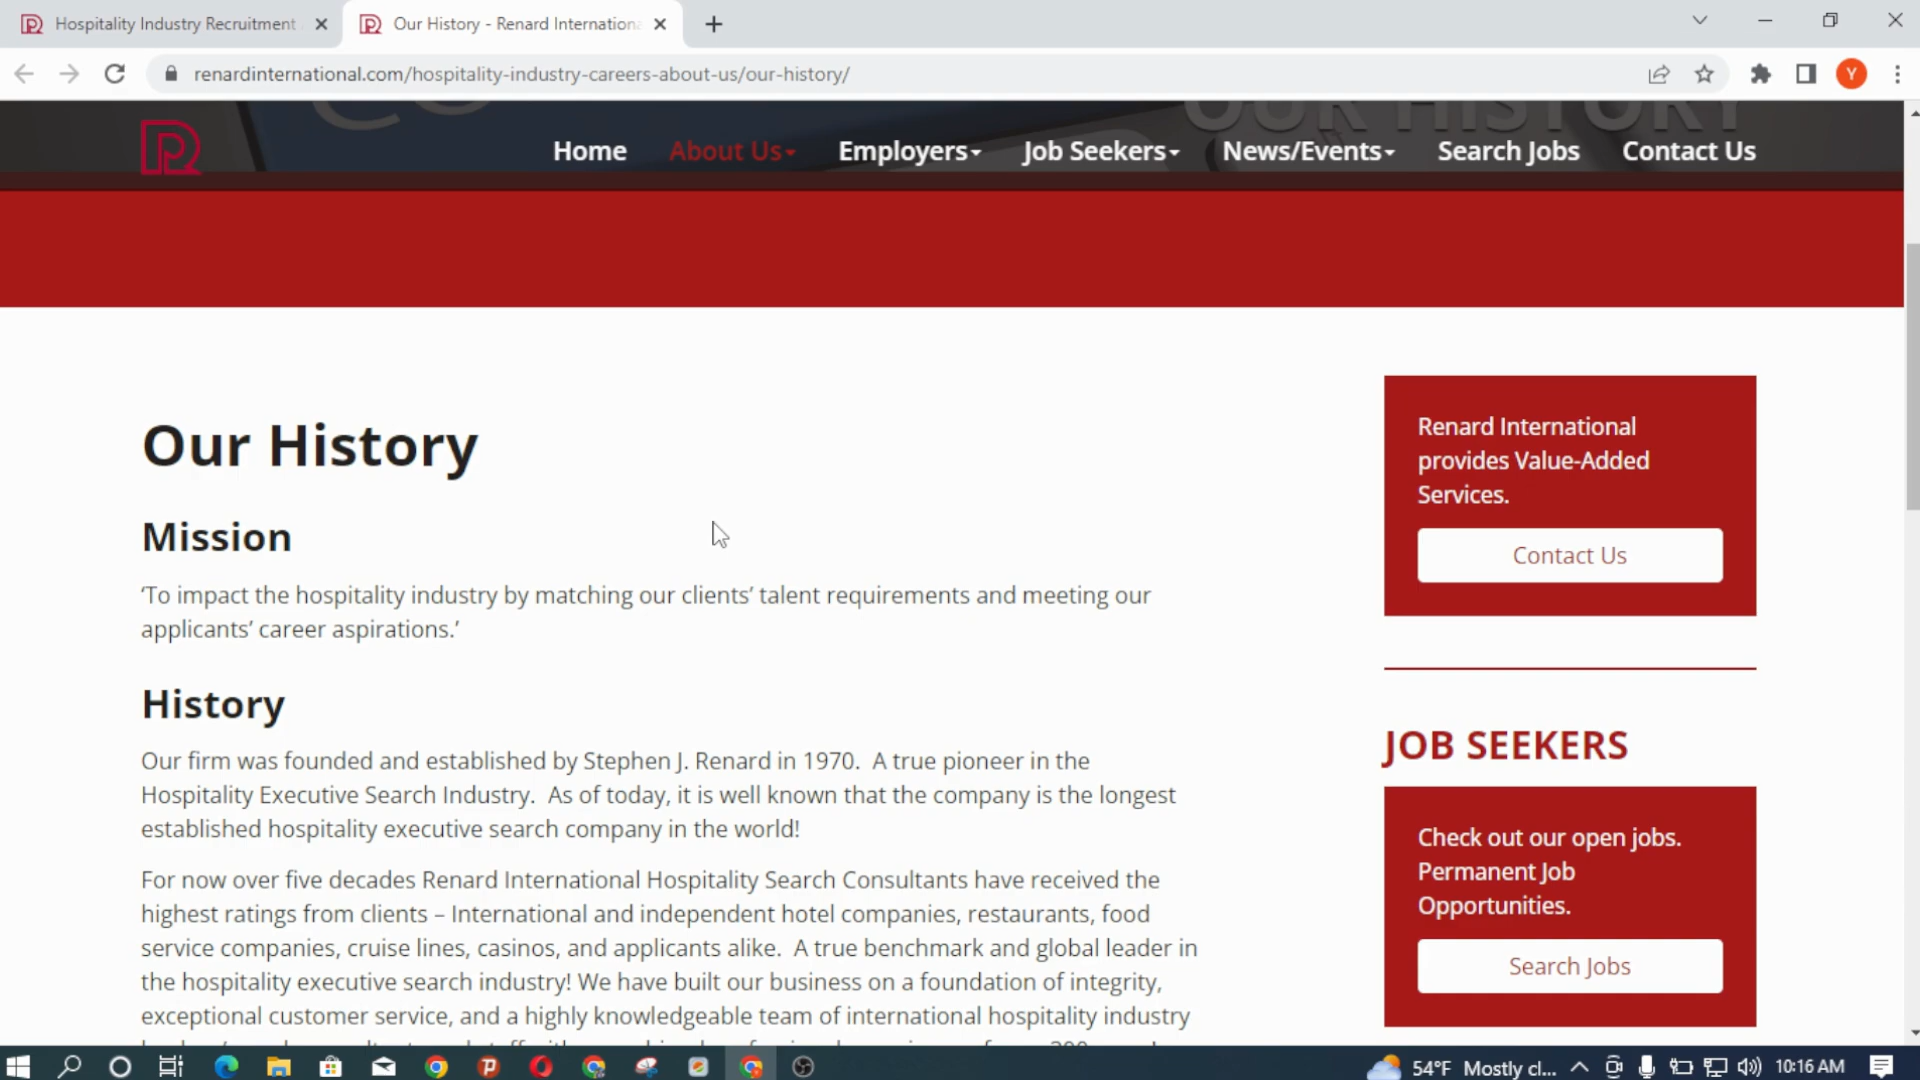 Hospitality Industry Recruitment
Our History - Renard Internationa
renardinternational.com/hospitality-industry-careers-about-us/our-history/
Y
OUR HISTORY
Home
About Us
Employers
Job Seekers
News/Events
Search Jobs
Contact Us
Our History
Mission
‘To impact the hospitality industry by matching our clients’ talent requirements and meeting our
applicants’ career aspirations.’
History
Our firm was founded and established by Stephen J. Renard in 1970.  A true pioneer in the
Hospitality Executive Search Industry.  As of today, it is well known that the company is the longest
established hospitality executive search company in the world!
For now over five decades Renard International Hospitality Search Consultants have received the
highest ratings from clients – International and independent hotel companies, restaurants, food
service companies, cruise lines, casinos, and applicants alike.  A true benchmark and global leader in
the hospitality executive search industry! We have built our business on a foundation of integrity,
exceptional customer service, and a highly knowledgeable team of international hospitality industry
Renard International
provides Value-Added
Services.
Contact Us
JOB SEEKERS
Check out our open jobs.
Permanent Job
Opportunities.
Search Jobs
54°F Mostly cl...
10:16 AM